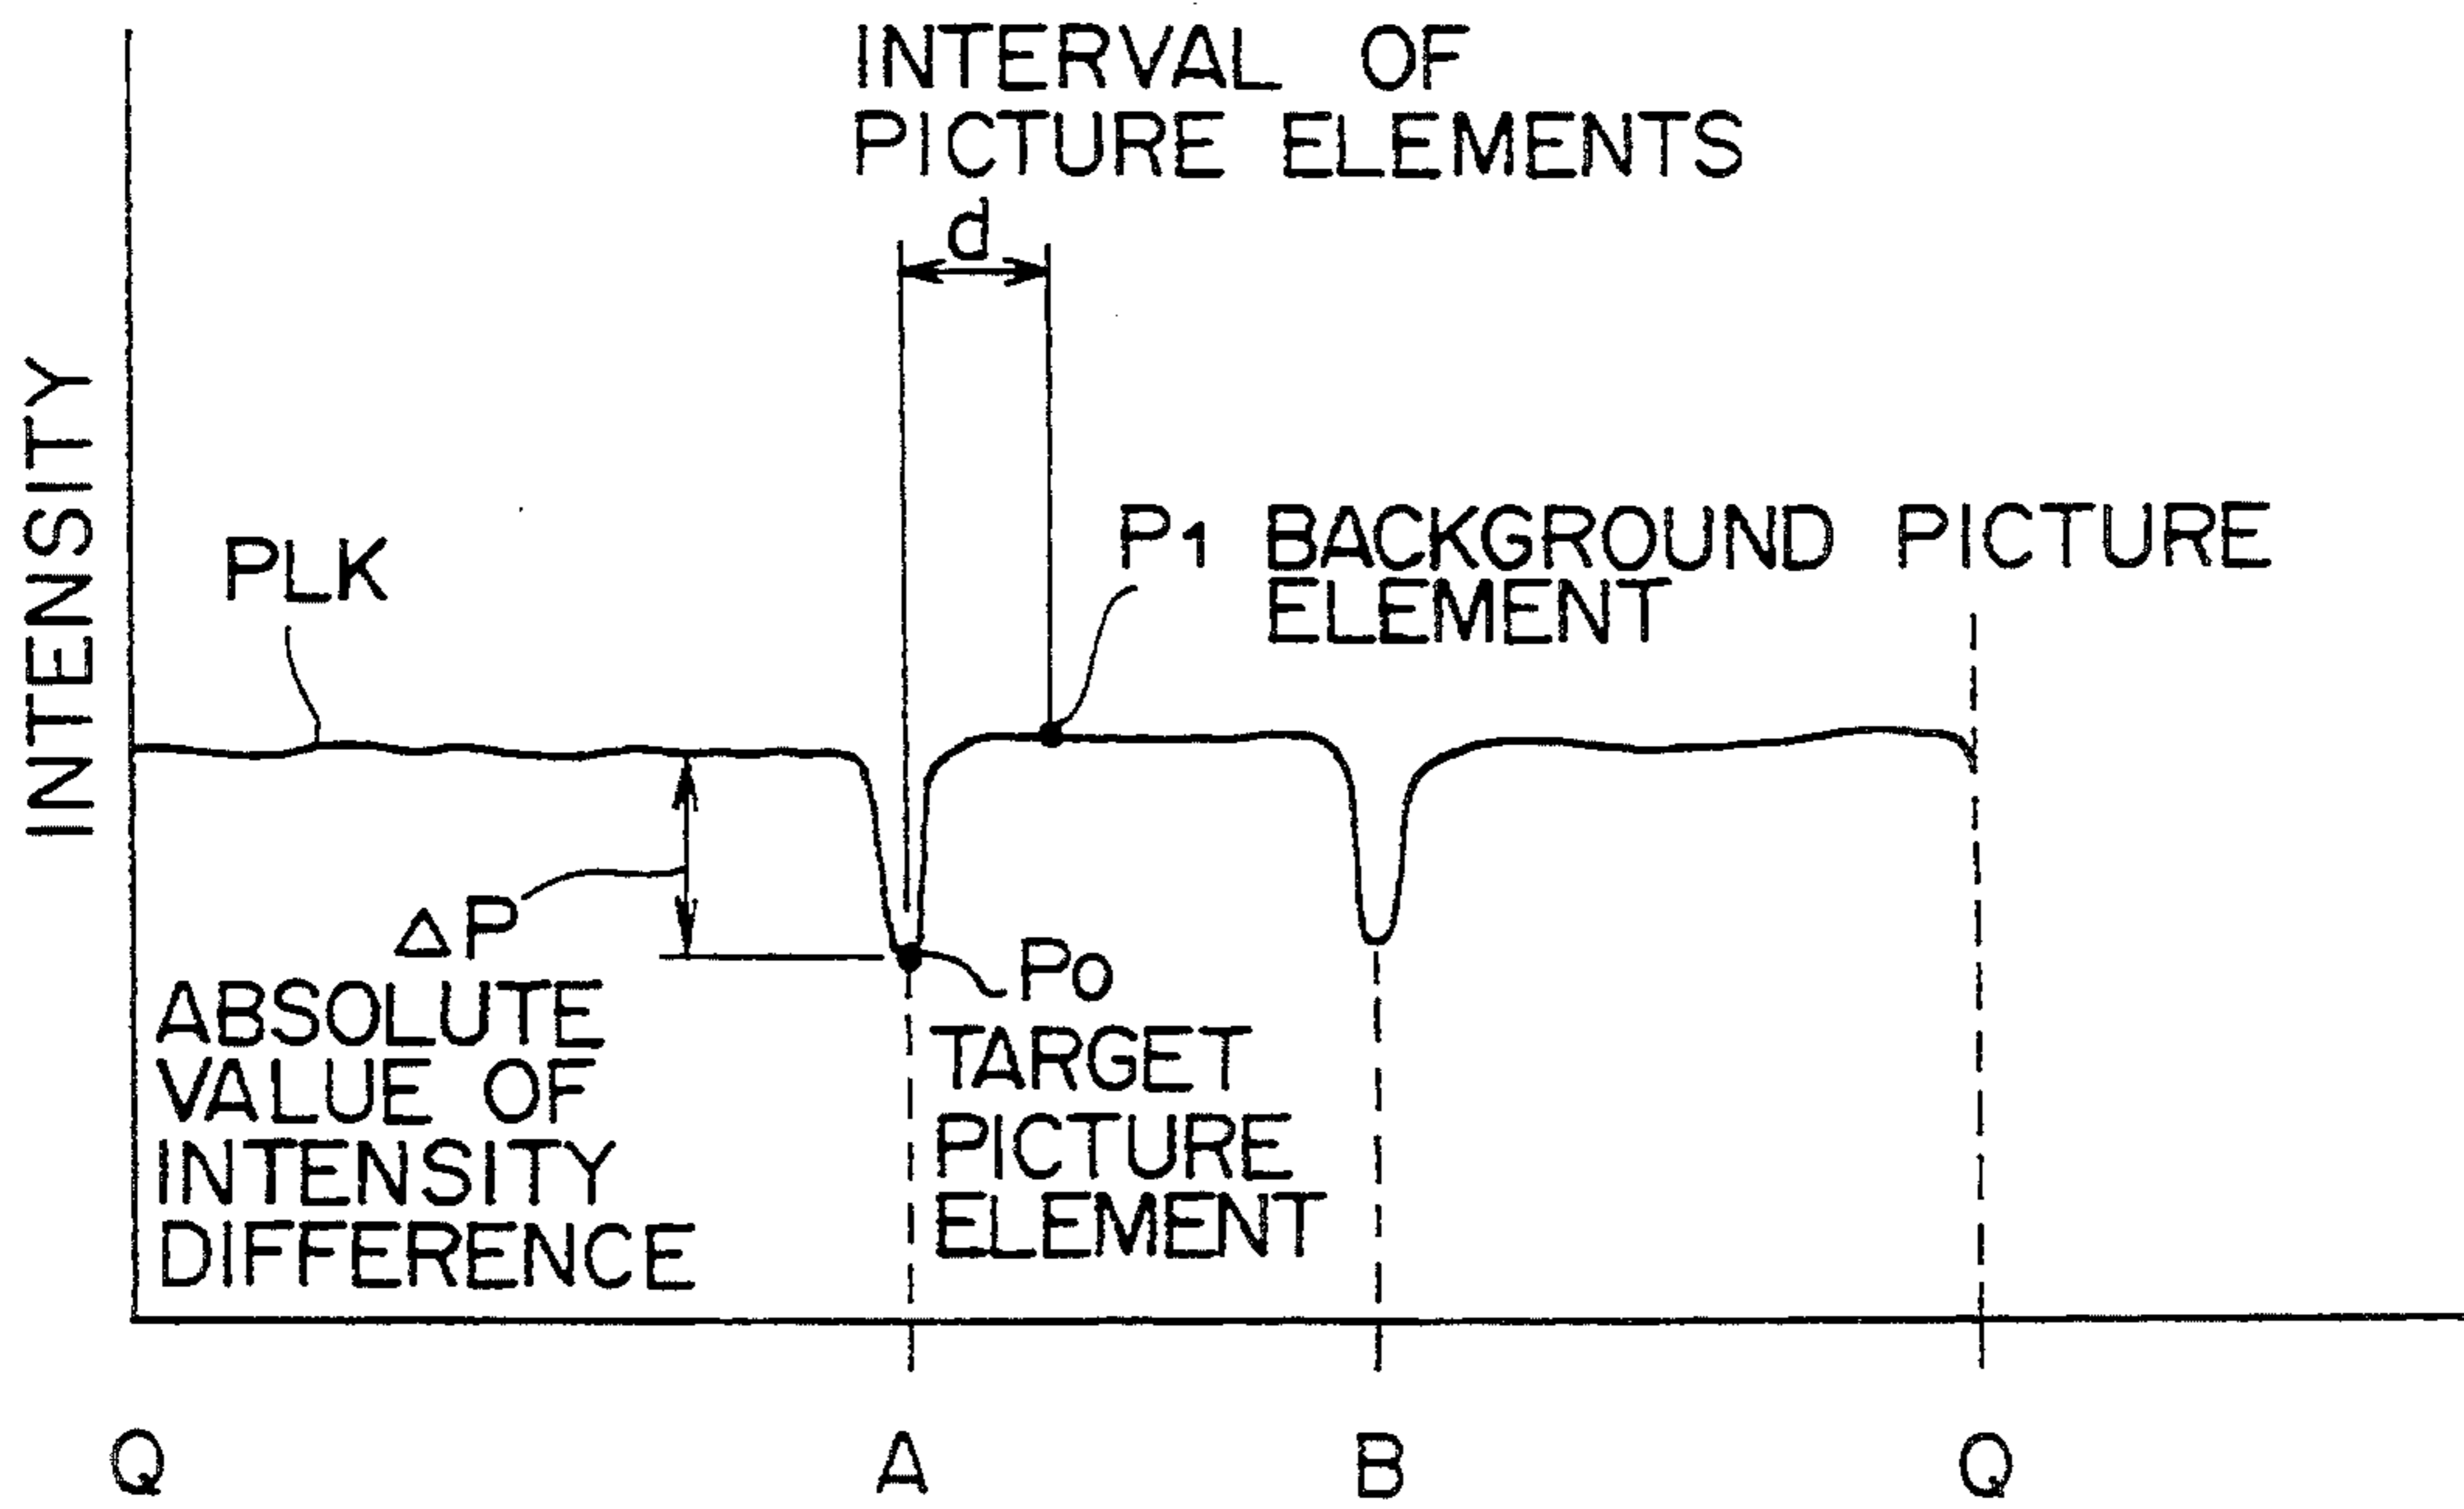 INTERVAL OF
PICTURE ELEMENTS
d
INTENSITY
PLK
P1 BACKGROUND PICTURE
ELEMENT
ΔP
ABSOLUTE
VALUE OF
INTENSITY
DIFFERENCE
Po
TARGET
PICTURE
ELEMENT
Q A B Q